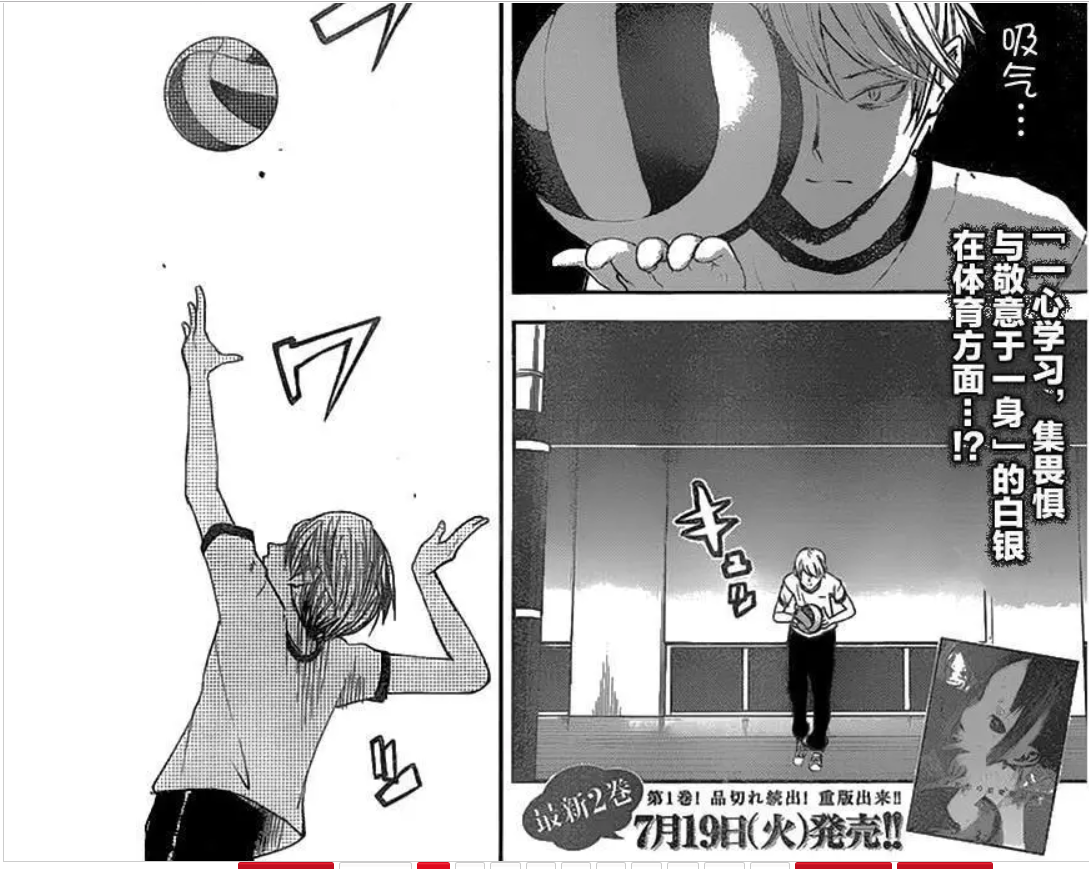 吸气…
「一心学习，集畏惧
与敬意于一身」的白银
在体育方面…!?
キュッ
最新2巻
第1巻! 品切れ続出! 重版出来!!
7月19日(火)発売!!
フワッ